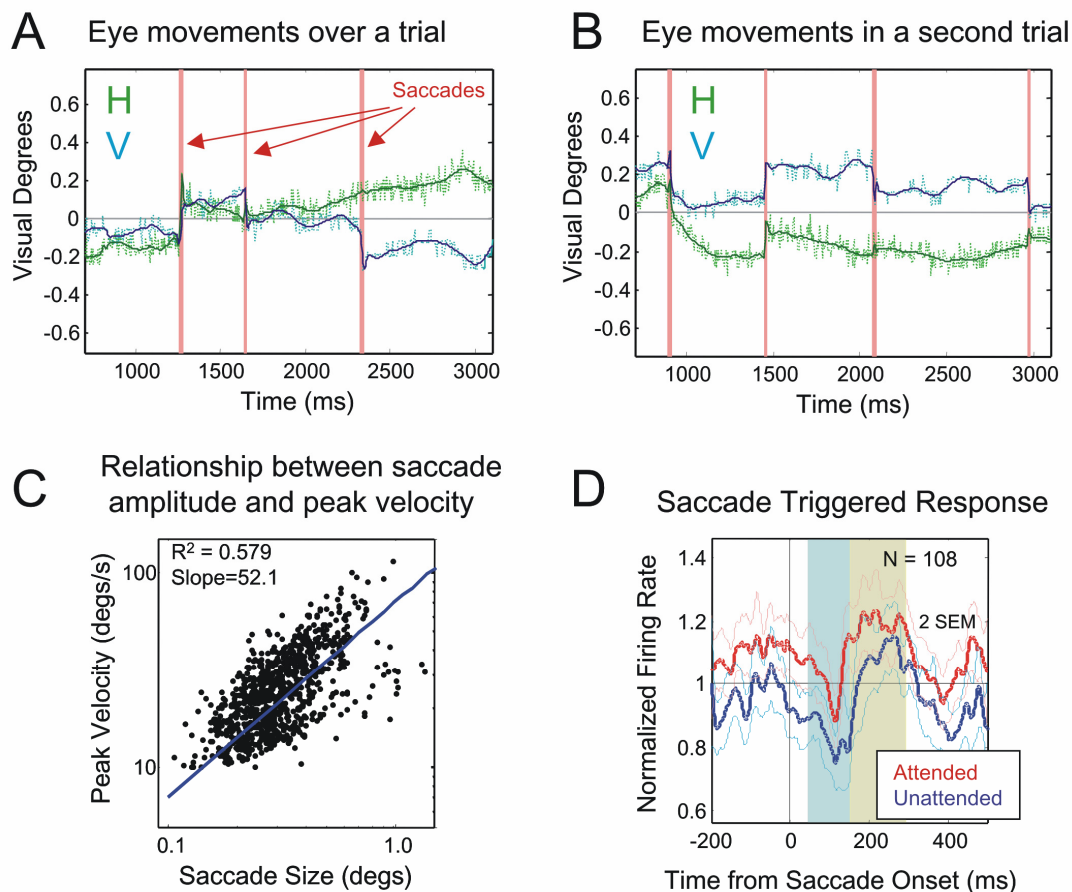 A
Eye movements over a trial
H
V
Saccades
Visual Degrees
0.6
0.4
0.2
0
-0.2
-0.4
-0.6
1000 1500 2000 2500 3000
Time (ms)
B
Eye movements in a second trial
H
V
Visual Degrees
0.6
0.4
0.2
0
-0.2
-0.4
-0.6
1000 1500 2000 2500 3000
Time (ms)
C
Relationship between saccade
amplitude and peak velocity
R² = 0.579
Slope=52.1
Peak Velocity (degs/s)
100
10
0.1 1.0
Saccade Size (degs)
D
Saccade Triggered Response
N = 108
2 SEM
Normalized Firing Rate
1.4
1.2
1
0.8
0.6
Attended
Unattended
-200 0 200 400
Time from Saccade Onset (ms)